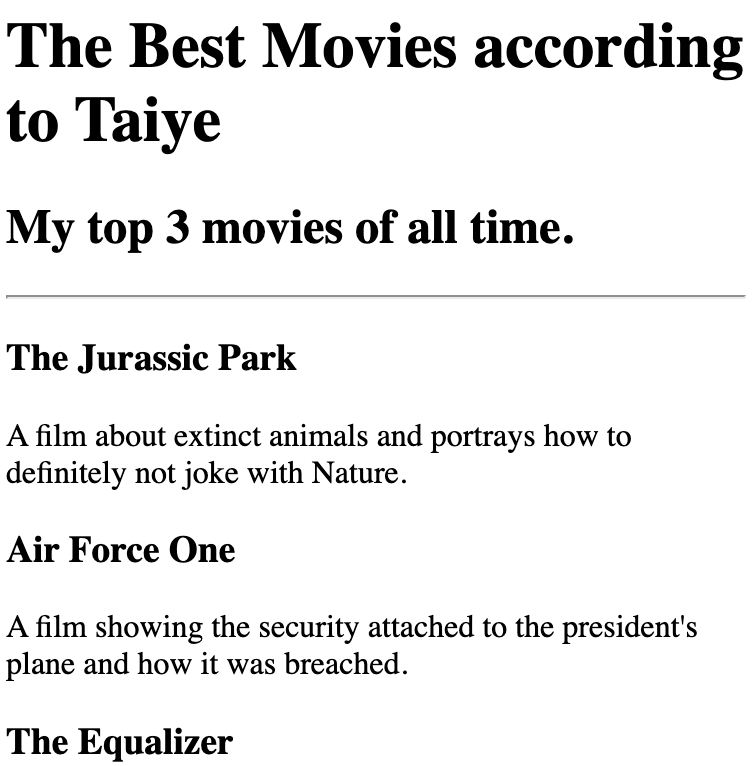 The Best Movies according
to Taiye
My top 3 movies of all time.
The Jurassic Park
A film about extinct animals and portrays how to
definitely not joke with Nature.
Air Force One
A film showing the security attached to the president's
plane and how it was breached.
The Equalizer